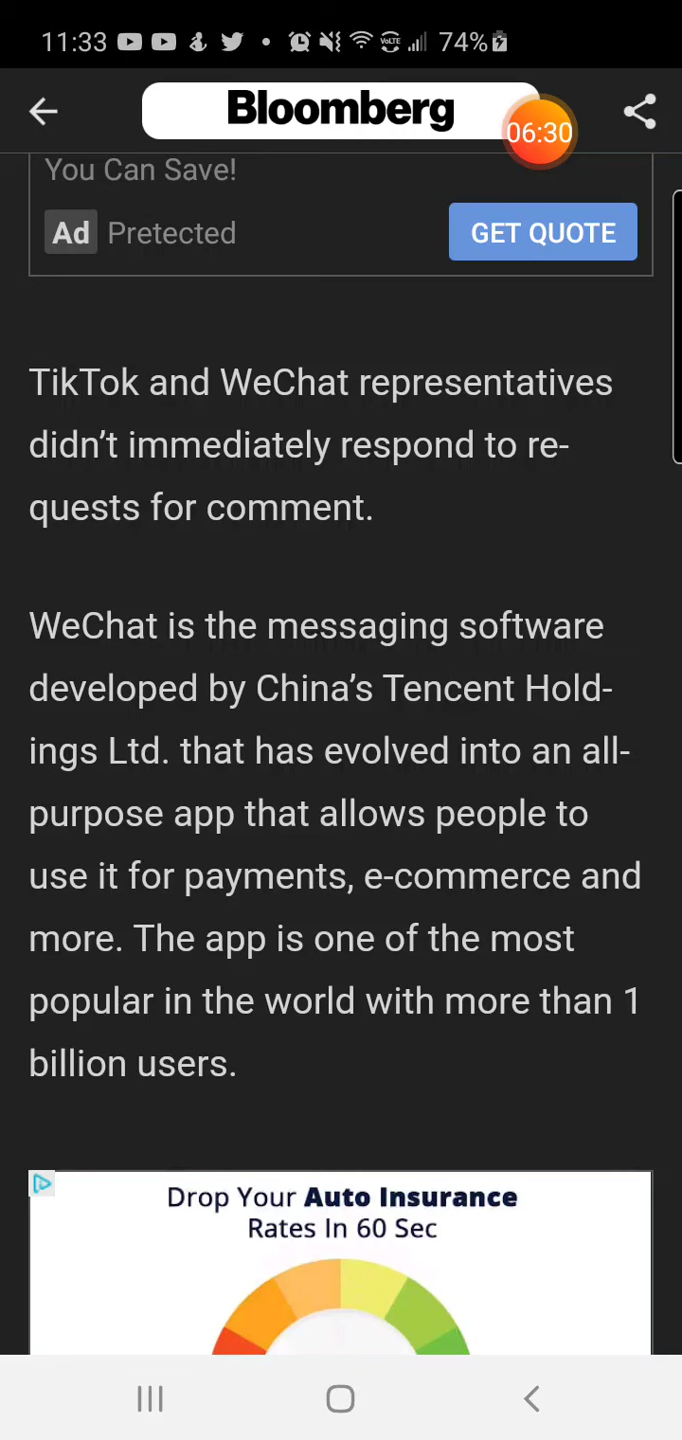 11:33 74%
Bloomberg
06:30
You Can Save!
Ad Pretected GET QUOTE
TikTok and WeChat representatives
didn’t immediately respond to re-
quests for comment.
WeChat is the messaging software
developed by China’s Tencent Hold-
ings Ltd. that has evolved into an all-
purpose app that allows people to
use it for payments, e-commerce and
more. The app is one of the most
popular in the world with more than 1
billion users.
Drop Your Auto Insurance
Rates In 60 Sec